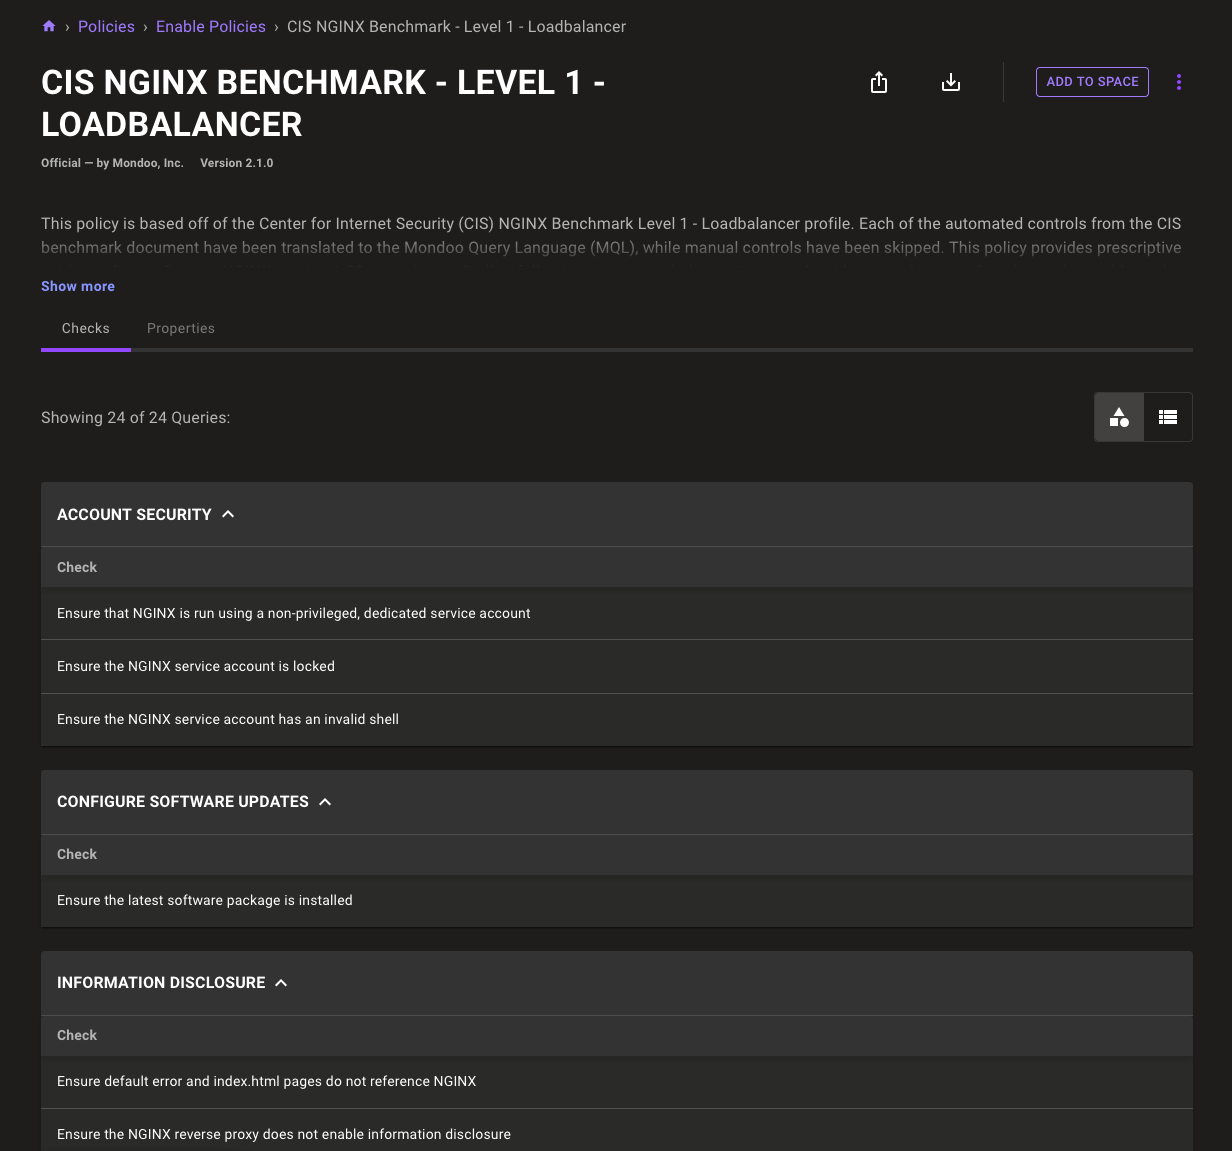 › Policies › Enable Policies › CIS NGINX Benchmark - Level 1 - Loadbalancer
CIS NGINX BENCHMARK - LEVEL 1 -
LOADBALANCER
ADD TO SPACE
Official — by Mondoo, Inc. Version 2.1.0
This policy is based off of the Center for Internet Security (CIS) NGINX Benchmark Level 1 - Loadbalancer profile. Each of the automated controls from the CIS
benchmark document have been translated to the Mondoo Query Language (MQL), while manual controls have been skipped. This policy provides prescriptive
Show more
Checks Properties
Showing 24 of 24 Queries:
ACCOUNT SECURITY
Check
Ensure that NGINX is run using a non-privileged, dedicated service account
Ensure the NGINX service account is locked
Ensure the NGINX service account has an invalid shell
CONFIGURE SOFTWARE UPDATES
Check
Ensure the latest software package is installed
INFORMATION DISCLOSURE
Check
Ensure default error and index.html pages do not reference NGINX
Ensure the NGINX reverse proxy does not enable information disclosure